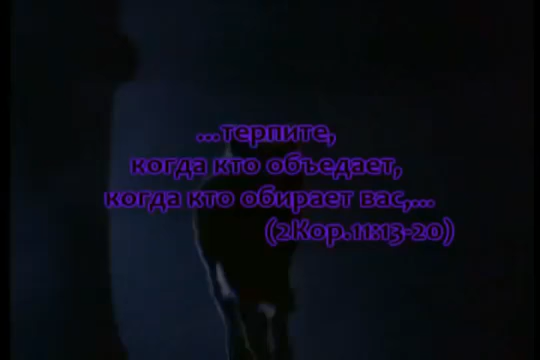 ...терпите,
когда кто объедает,
когда кто обирает вас,...
(2Кор.11:13-20)